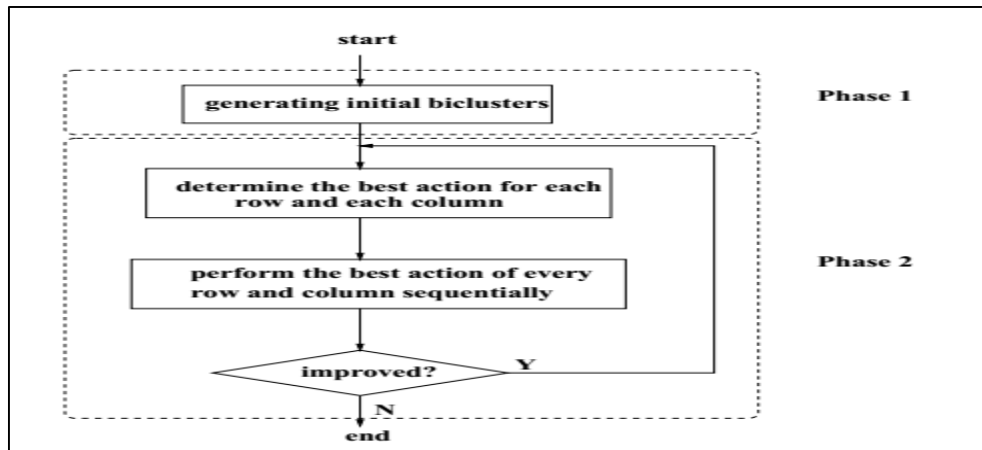 start
generating initial biclusters
Phase 1
determine the best action for each
row and each column
perform the best action of every
row and column sequentially
Phase 2
improved?
Y
N
end